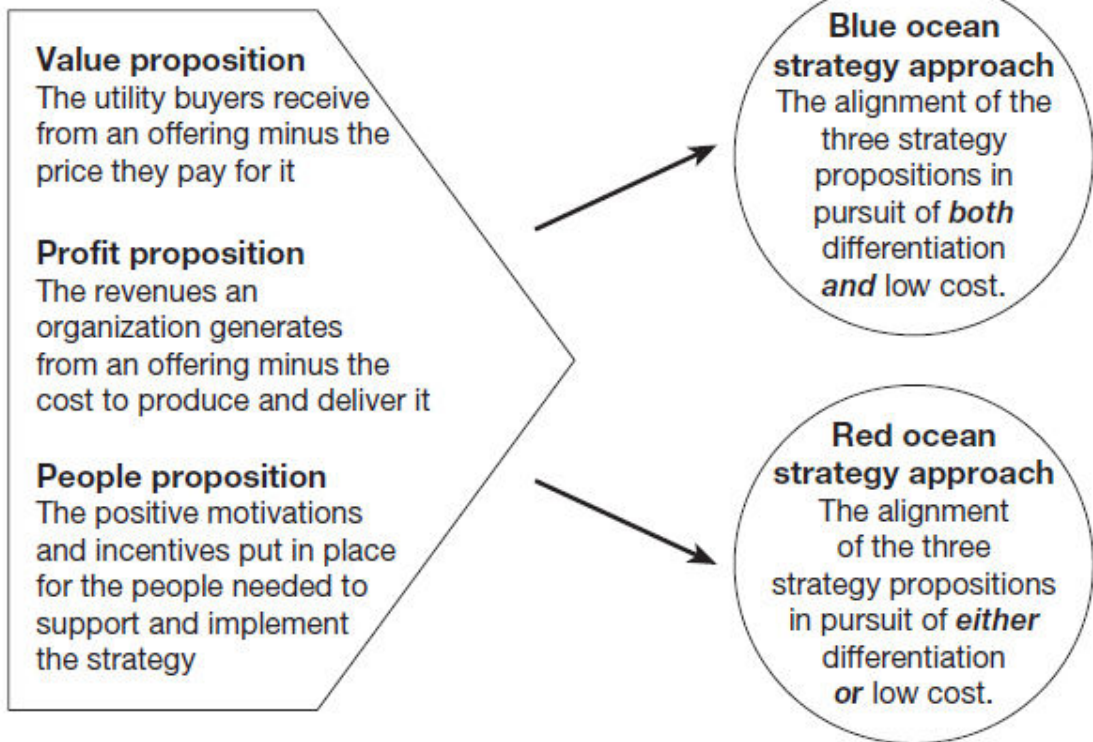 Value proposition
The utility buyers receive
from an offering minus the
price they pay for it
Profit proposition
The revenues an
organization generates
from an offering minus the
cost to produce and deliver it
People proposition
The positive motivations
and incentives put in place
for the people needed to
support and implement
the strategy
Blue ocean
strategy approach
The alignment of the
three strategy
propositions in
pursuit of both
differentiation
and low cost.
Red ocean
strategy approach
The alignment
of the three
strategy propositions
in pursuit of either
differentiation
or low cost.